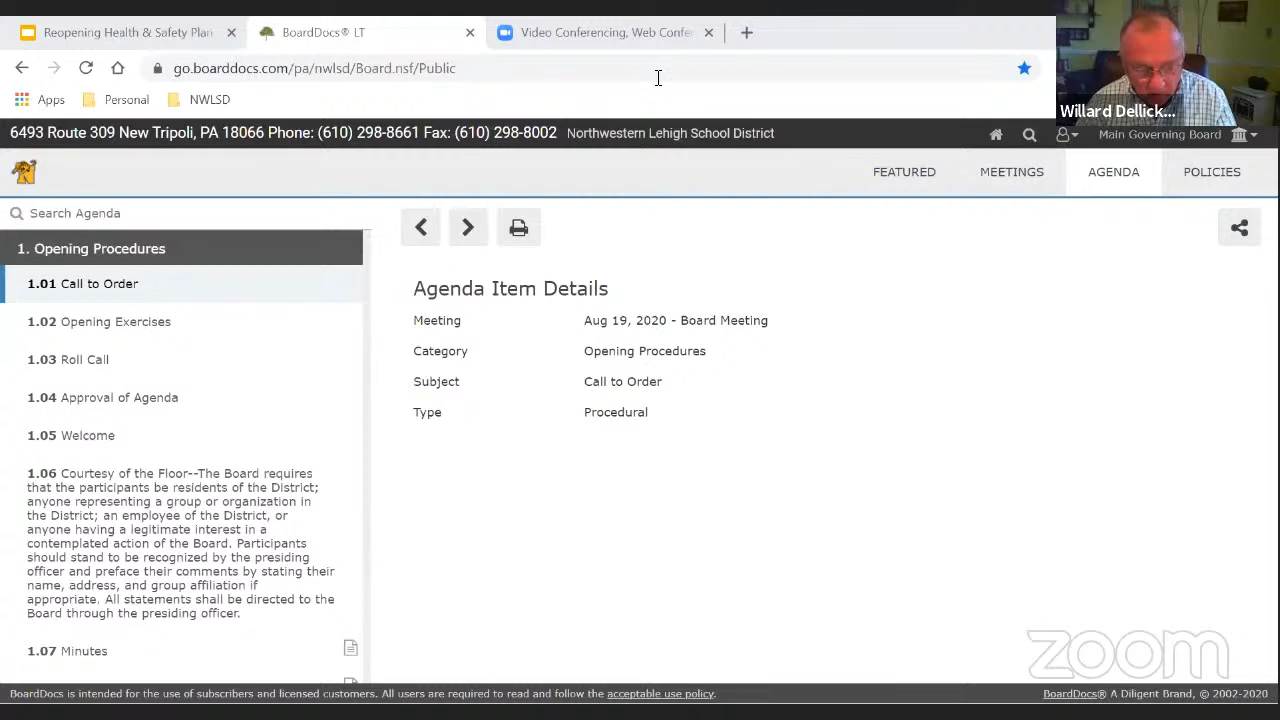 Reopening Health & Safety Plan
BoardDocs® LT
Video Conferencing, Web Confe
go.boarddocs.com/pa/nwlsd/Board.nsf/Public
Apps
Personal
NWLSD
Willard Dellick...
6493 Route 309 New Tripoli, PA 18066 Phone: (610) 298-8661 Fax: (610) 298-8002 Northwestern Lehigh School District
Main Governing Board
FEATURED
MEETINGS
AGENDA
POLICIES
Search Agenda
1. Opening Procedures
1.01 Call to Order
1.02 Opening Exercises
1.03 Roll Call
1.04 Approval of Agenda
1.05 Welcome
1.06 Courtesy of the Floor--The Board requires
that the participants be residents of the District;
anyone representing a group or organization in
the District; an employee of the District, or
anyone having a legitimate interest in a
contemplated action of the Board. Participants
should stand to be recognized by the presiding
officer and preface their comments by stating their
name, address, and group affiliation if
appropriate. All statements shall be directed to the
Board through the presiding officer.
1.07 Minutes
Agenda Item Details
Meeting Aug 19, 2020 - Board Meeting
Category Opening Procedures
Subject Call to Order
Type Procedural
zoom
BoardDocs is intended for the use of subscribers and licensed customers. All users are required to read and follow the acceptable use policy.
BoardDocs® A Diligent Brand, © 2002-2020